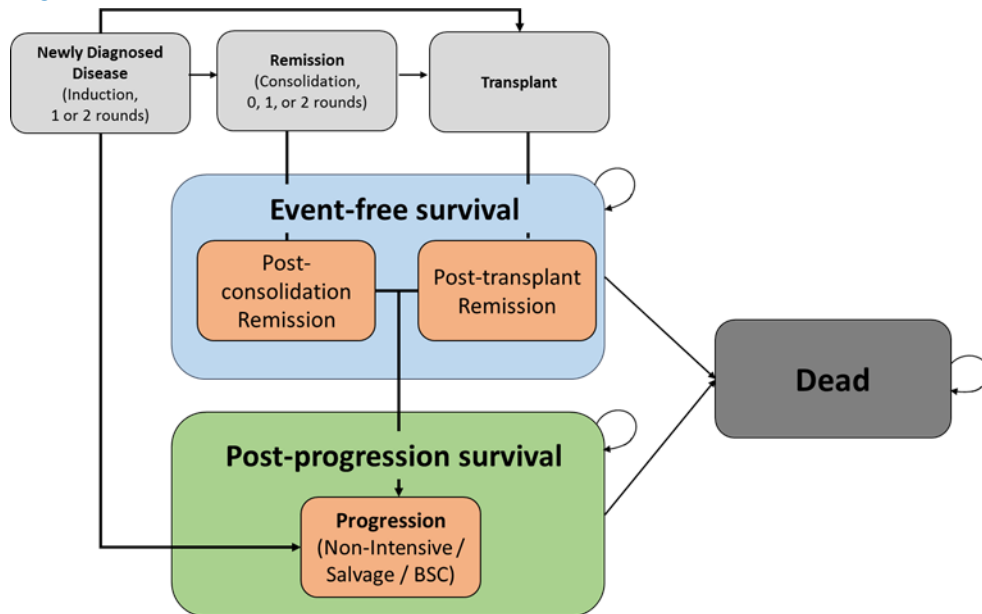 Newly Diagnosed
Disease
(Induction,
1 or 2 rounds)
Remission
(Consolidation,
0, 1, or 2 rounds)
Transplant
Event-free survival
Post-
consolidation
Remission
Post-transplant
Remission
Dead
Post-progression survival
Progression
(Non-Intensive /
Salvage / BSC)